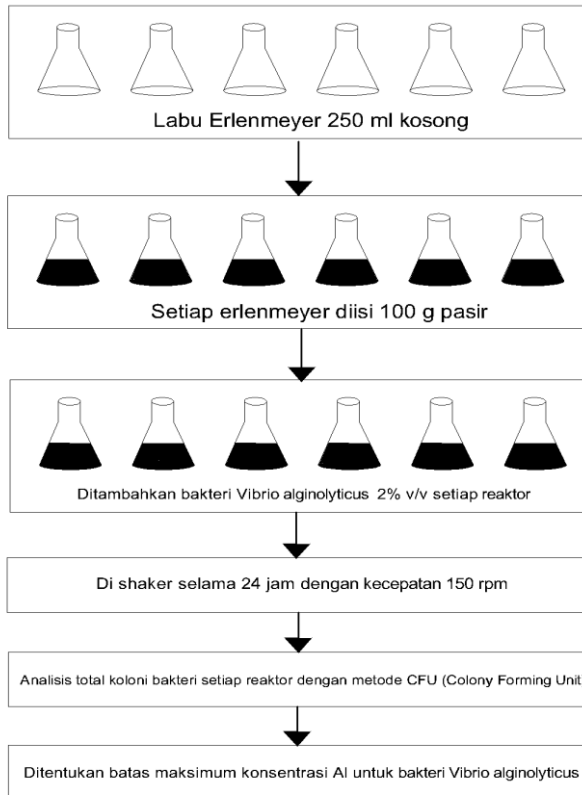 Labu Erlenmeyer 250 ml kosong
Setiap erlenmeyer diisi 100 g pasir
Ditambahkan bakteri Vibrio alginolyticus 2% v/v setiap reaktor
Di shaker selama 24 jam dengan kecepatan 150 rpm
Analisis total koloni bakteri setiap reaktor dengan metode CFU (Colony Forming Unit)
Ditentukan batas maksimum konsentrasi Al untuk bakteri Vibrio alginolyticus